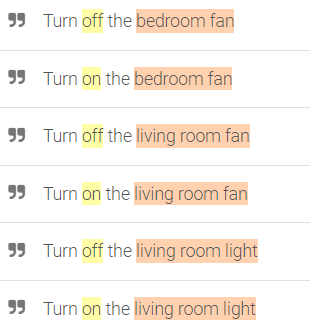 Turn off the bedroom fan
Turn on the bedroom fan
Turn off the living room fan
Turn on the living room fan
Turn off the living room light
Turn on the living room light